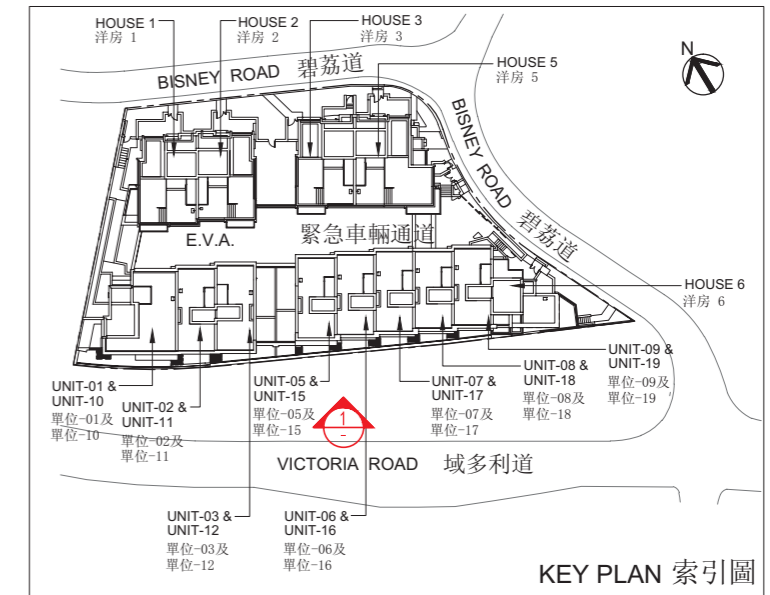 HOUSE 1
洋房 1
HOUSE 2
洋房 2
HOUSE 3
洋房 3
HOUSE 5
洋房 5
N
BISNEY ROAD 碧荔道
BISNEY ROAD 碧荔道
E.V.A. 緊急車輛通道
HOUSE 6
洋房 6
UNIT-01 &
UNIT-10
單位-01及
單位-10
UNIT-02 &
UNIT-11
單位-02及
單位-11
UNIT-05 &
UNIT-15
單位-05及
單位-15
UNIT-07 &
UNIT-17
單位-07及
單位-17
UNIT-08 &
UNIT-18
單位-08及
單位-18
UNIT-09 &
UNIT-19
單位-09及
單位-19
1
-
VICTORIA ROAD 域多利道
UNIT-03 &
UNIT-12
單位-03及
單位-12
UNIT-06 &
UNIT-16
單位-06及
單位-16
KEY PLAN 索引圖